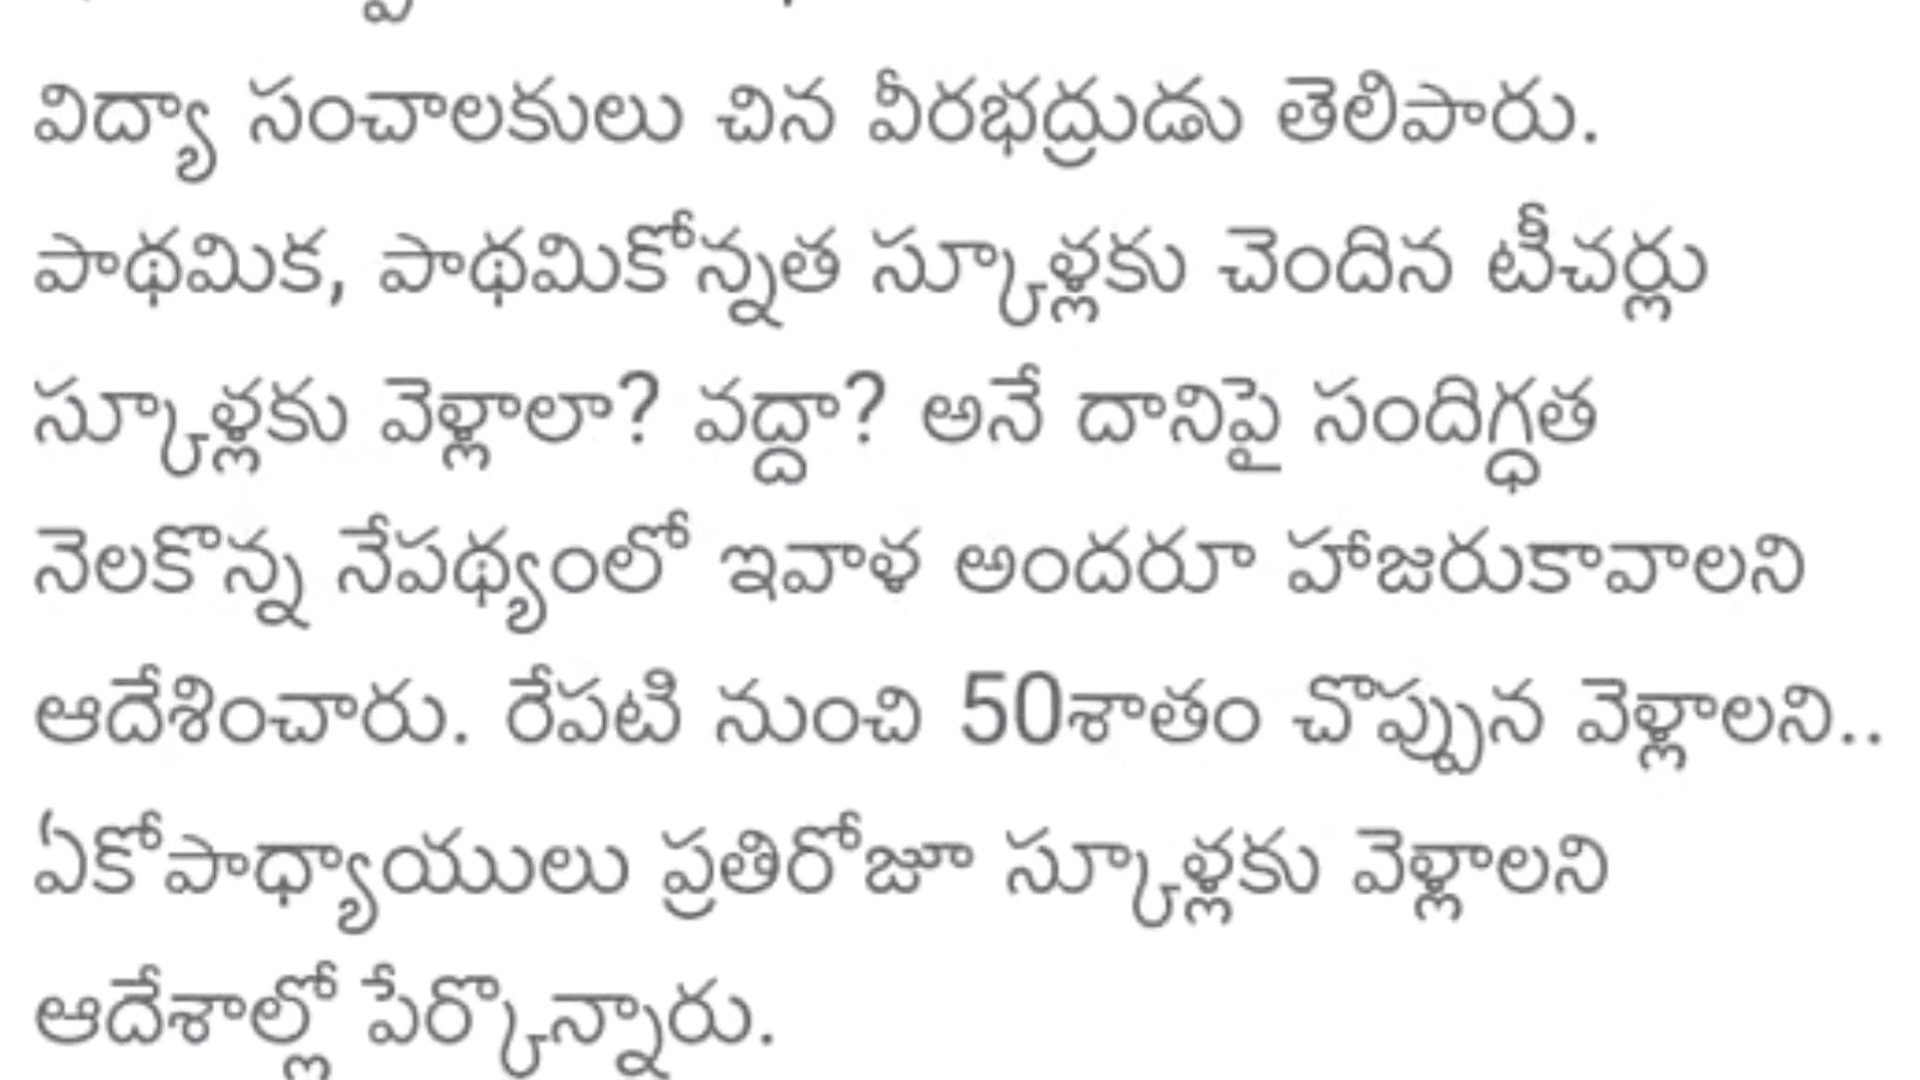 విద్యా సంచాలకులు చిన వీరభద్రుడు తెలిపారు.
పాథమిక, పాథమికోన్నత స్కూళ్లకు చెందిన టీచర్లు
స్కూళ్లకు వెళ్లాలా? వద్దా? అనే దానిపై సందిగ్ధత
నెలకొన్న నేపథ్యంలో ఇవాళ అందరూ హాజరుకావాలని
ఆదేశించారు. రేపటి నుంచి 50శాతం చొప్పున వెళ్లాలని..
ఏకోపాధ్యాయులు ప్రతిరోజూ స్కూళ్లకు వెళ్లాలని
ఆదేశాల్లో పేర్కొన్నారు.